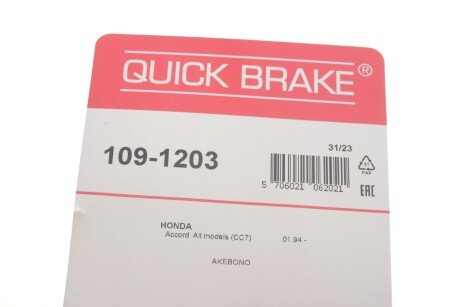 QUICK BRAKE®
31/23
109-1203
5 706021 062021
21
PAP
EAC
HONDA
Accord All models (CC7) 01.94 -
AKEBONO